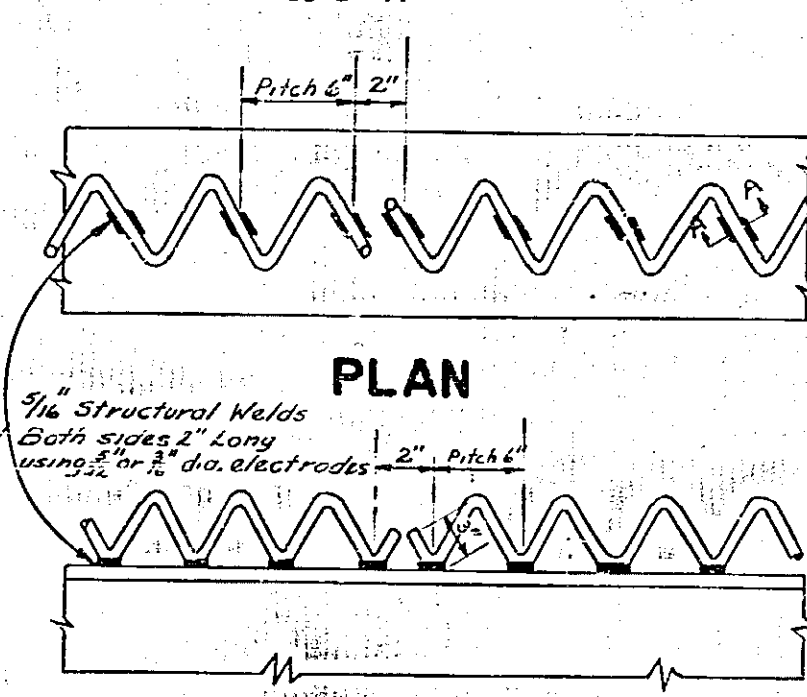 Pitch 6" 2"
A
A
PLAN
5/16" Structural Welds
Both sides 2" Long
using 5/32" or 3/16" dia. electrodes
2" Pitch 6"
3"